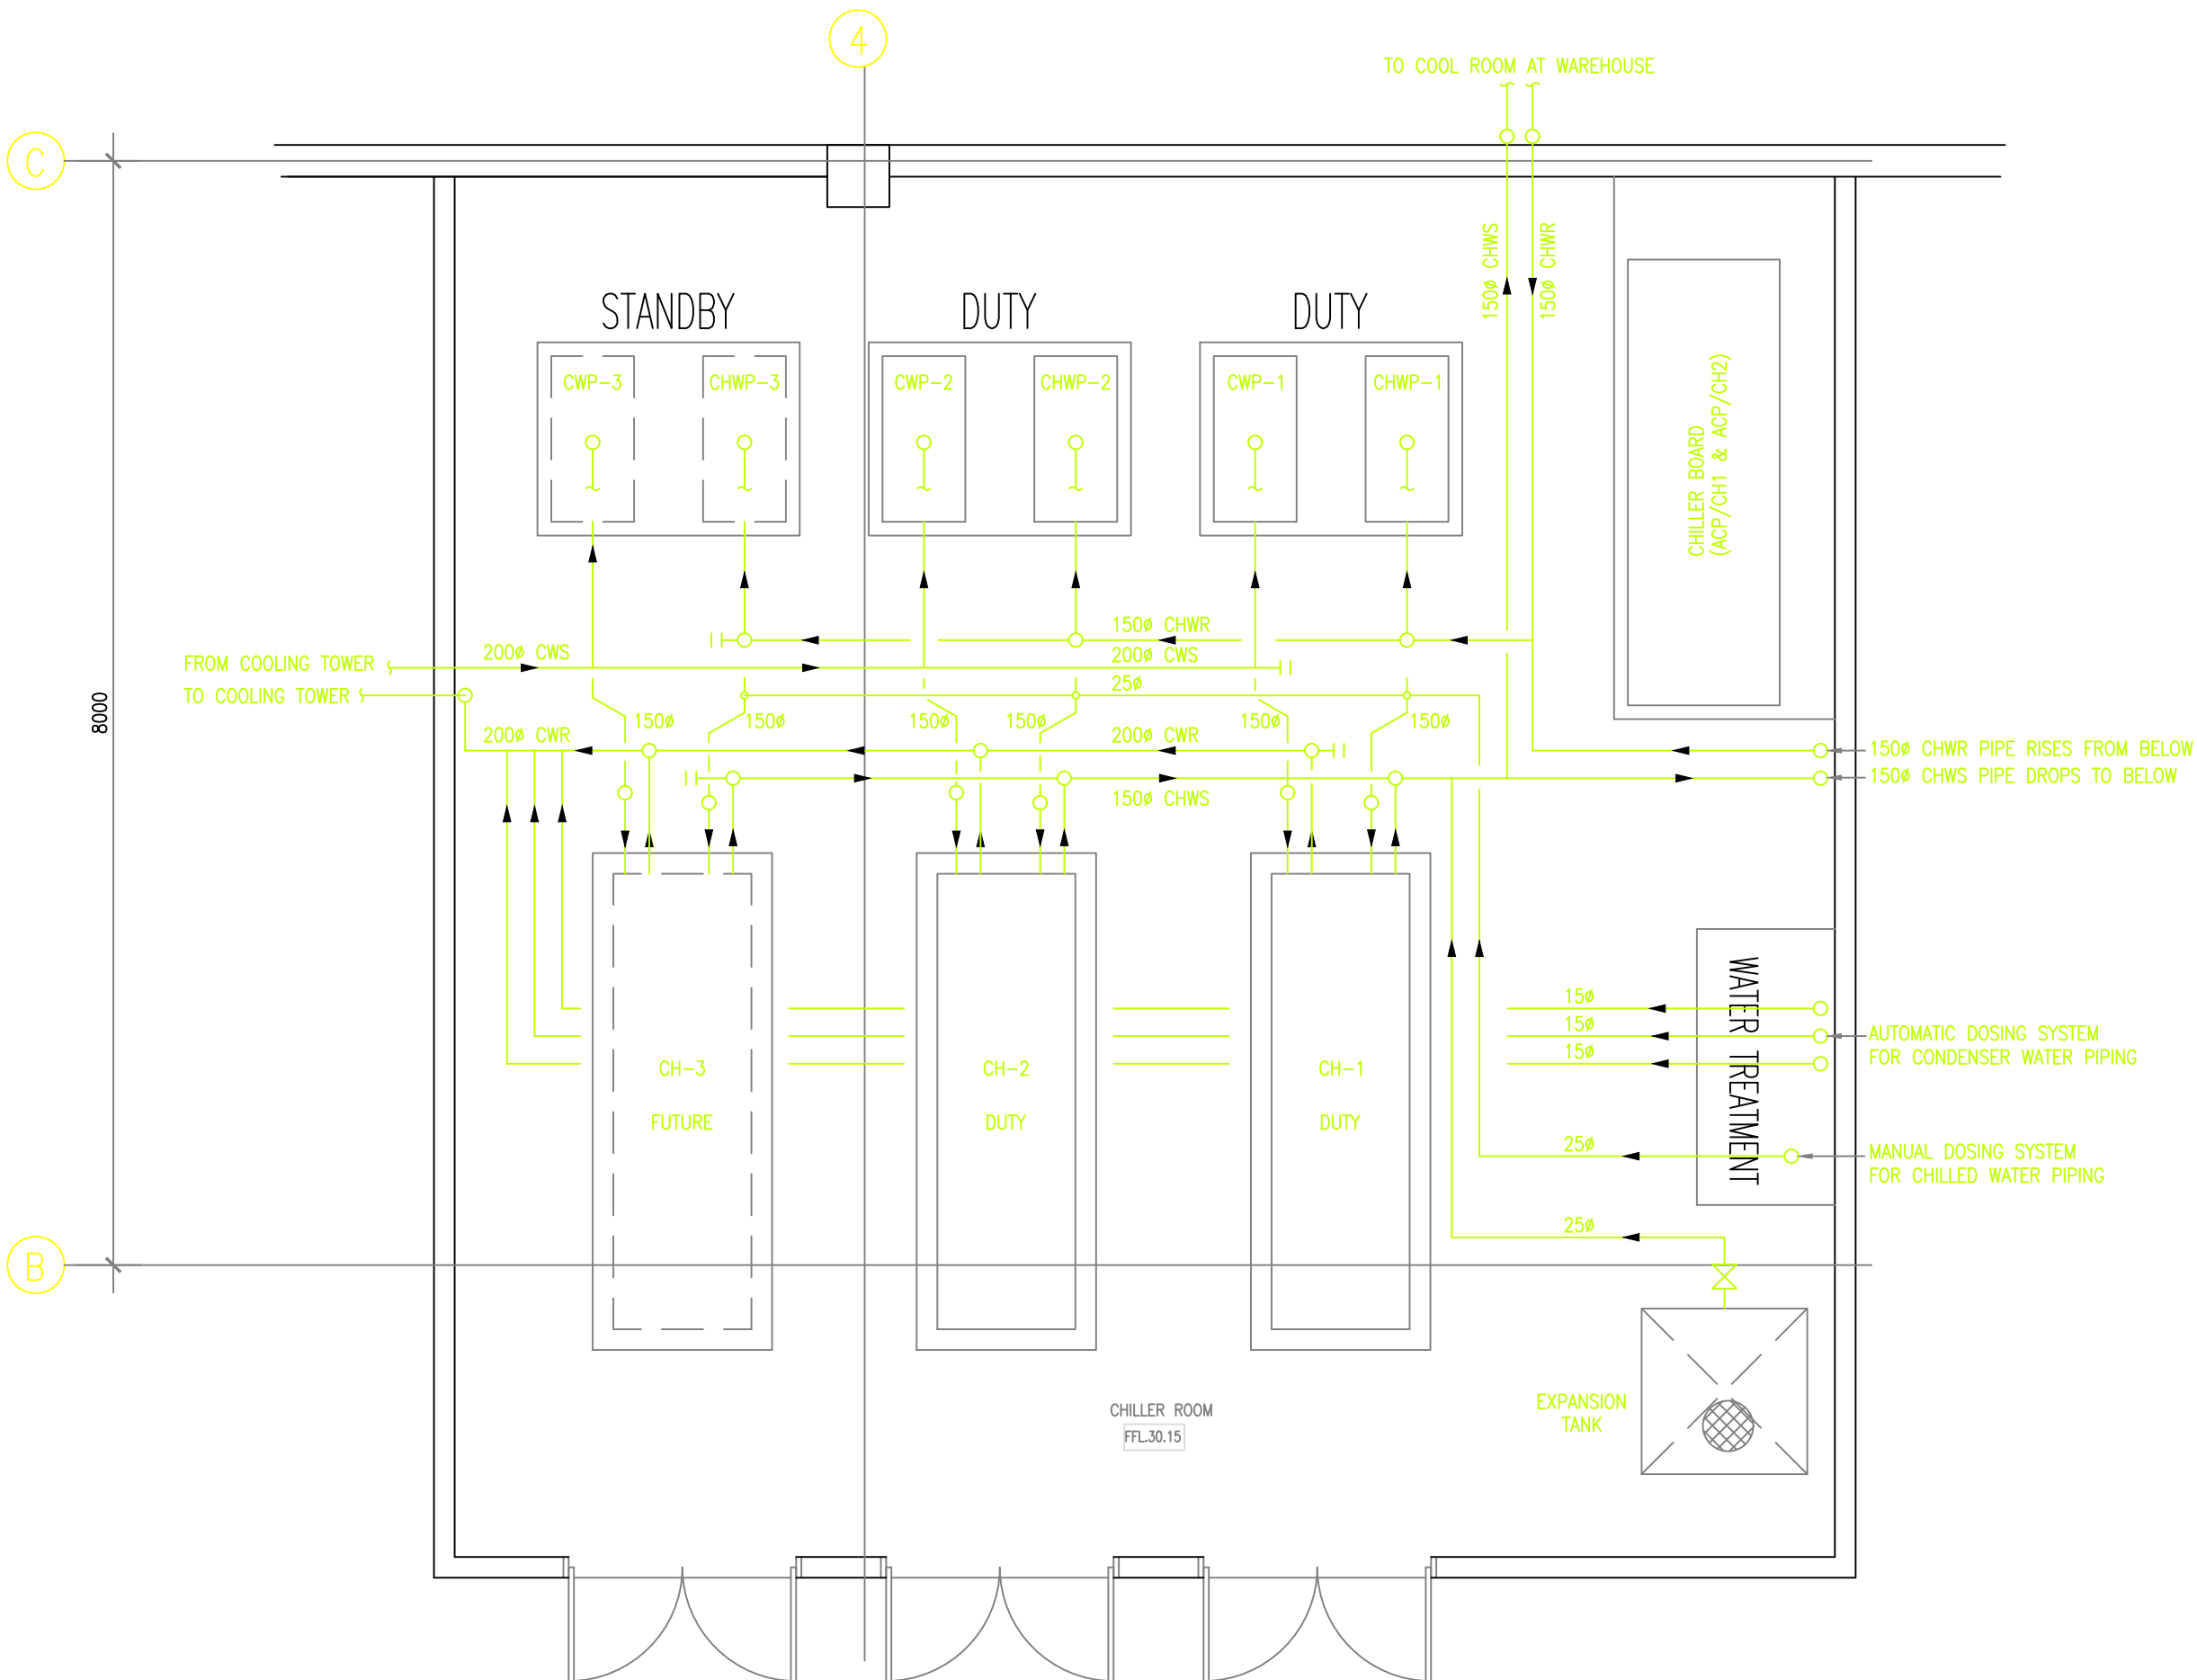 4
TO COOL ROOM AT WAREHOUSE
C
150ø CHWS
150ø CHWR
STANDBY
DUTY
DUTY
CWP-3
CHWP-3
CWP-2
CHWP-2
CWP-1
CHWP-1
CHILLER BOARD
(ACP/CH1 & ACP/CH2)
150ø CHWR
200ø CWS
200ø CWS
FROM COOLING TOWER
25ø
TO COOLING TOWER
8000
150ø
150ø
150ø
150ø
150ø
150ø
200ø CWR
200ø CWR
150ø CHWR PIPE RISES FROM BELOW
150ø CHWS PIPE DROPS TO BELOW
150ø CHWS
WATER TREATMENT
15ø
15ø
15ø
AUTOMATIC DOSING SYSTEM
FOR CONDENSER WATER PIPING
CH-3
CH-2
CH-1
FUTURE
DUTY
DUTY
25ø
MANUAL DOSING SYSTEM
FOR CHILLED WATER PIPING
25ø
B
EXPANSION
TANK
CHILLER ROOM
FFL.30.15